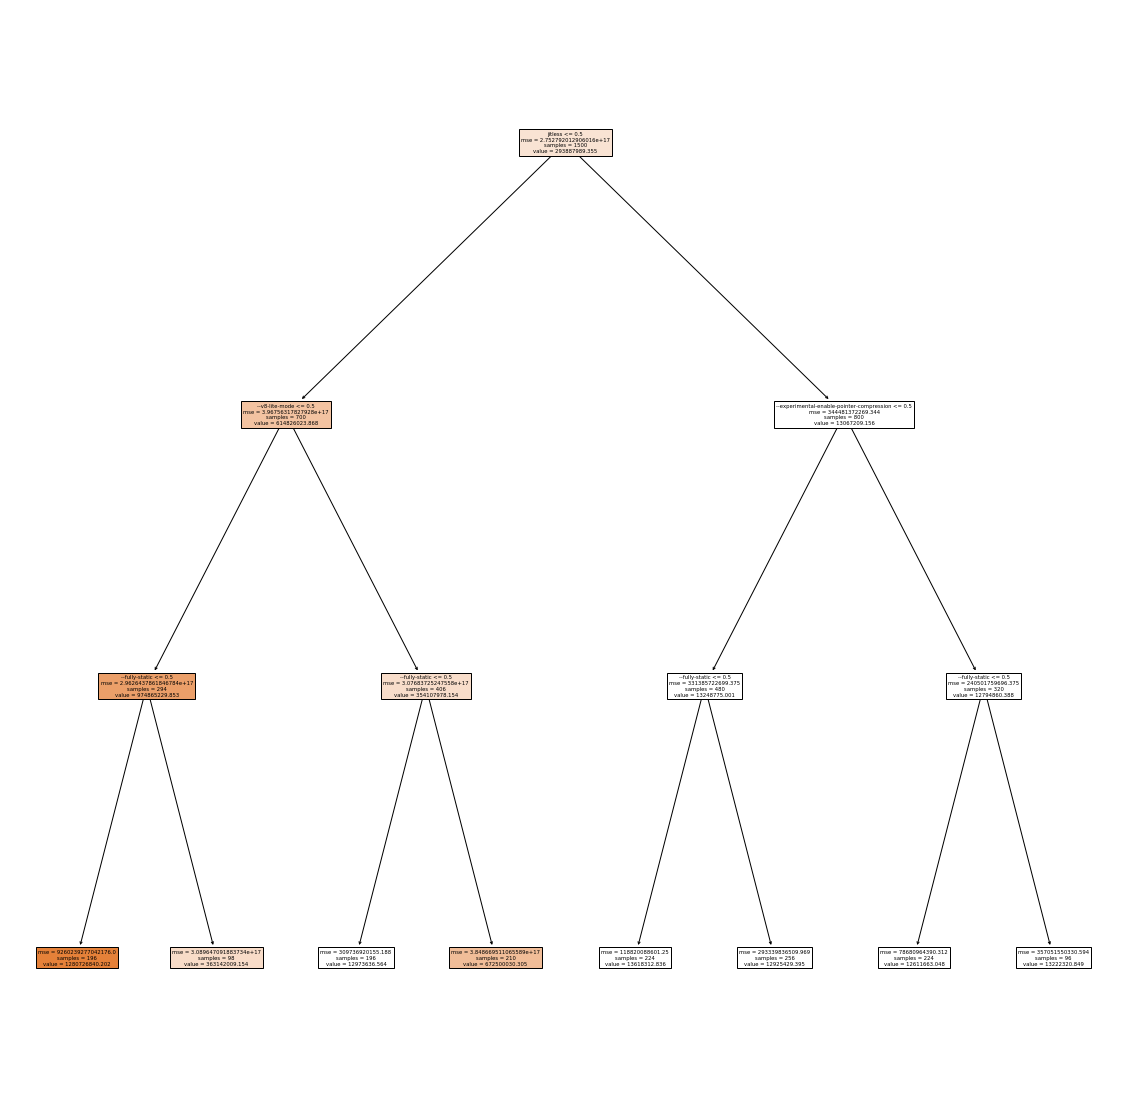 jitless <= 0.5
mse = 2.752792012906016e+17
samples = 1500
value = 293887989.355
--v8-lite-mode <= 0.5
mse = 3.96756317827928e+17
samples = 700
value = 614826023.868
--experimental-enable-pointer-compression <= 0.5
mse = 344481372269.344
samples = 800
value = 13067209.156
--fully-static <= 0.5
mse = 2.9626437861846784e+17
samples = 294
value = 974865229.853
--fully-static <= 0.5
mse = 3.07683725247558e+17
samples = 406
value = 354107978.154
--fully-static <= 0.5
mse = 331385722699.375
samples = 480
value = 13248775.001
--fully-static <= 0.5
mse = 240501759696.375
samples = 320
value = 12794860.388
mse = 9260239277042176.0
samples = 196
value = 1280726840.202
mse = 3.089647091883734e+17
samples = 98
value = 363142009.154
mse = 309736920155.188
samples = 196
value = 12973636.564
mse = 3.848669511065589e+17
samples = 210
value = 672500030.305
mse = 118820088601.25
samples = 224
value = 13618312.836
mse = 293339836509.969
samples = 256
value = 12925429.395
mse = 78680964390.312
samples = 224
value = 12611663.048
mse = 357051550330.594
samples = 96
value = 13222320.849